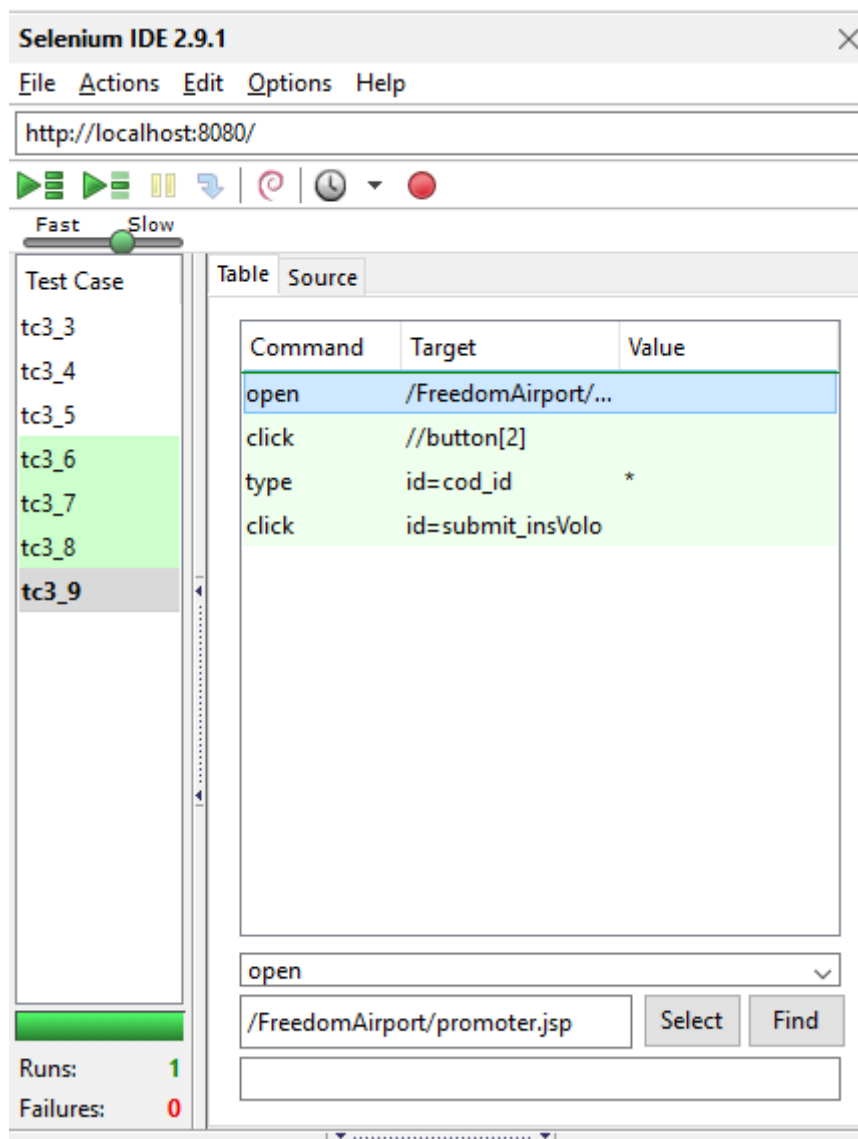 Selenium IDE 2.9.1
File Actions Edit Options Help
http://localhost:8080/
Fast Slow
Test Case
tc3_3
tc3_4
tc3_5
tc3_6
tc3_7
tc3_8
tc3_9
Table Source
Command Target Value
open /FreedomAirport/...
click //button[2]
type id=cod_id *
click id=submit_insVolo
open
/FreedomAirport/promoter.jsp Select Find
Runs: 1
Failures: 0